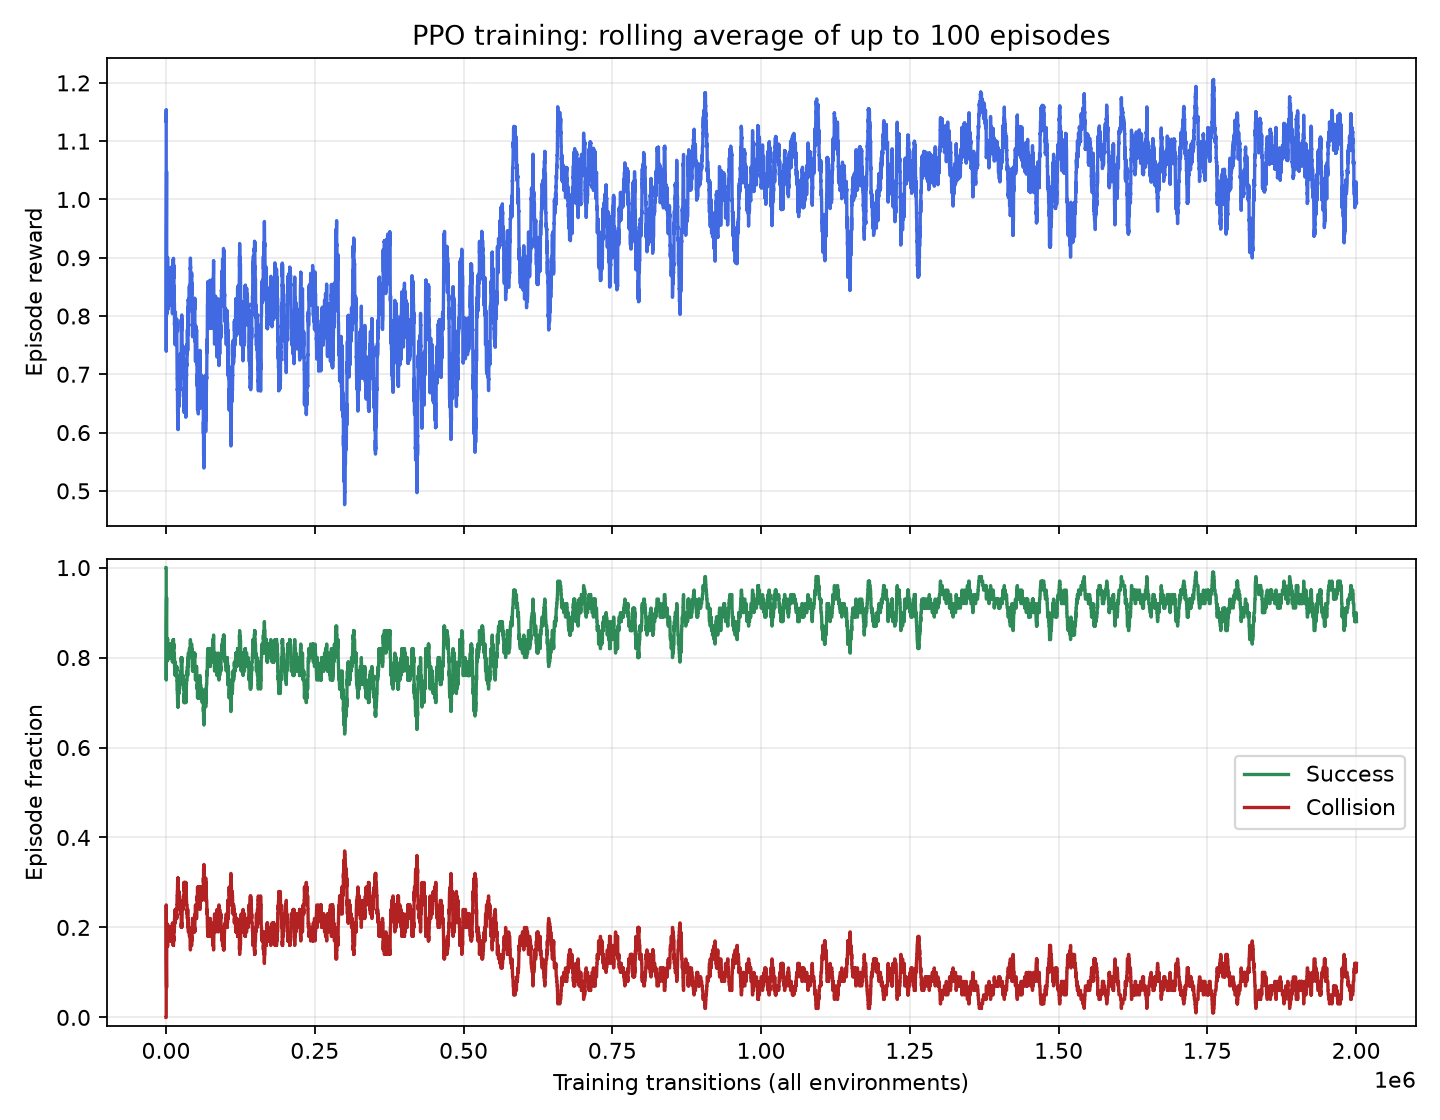 PPO training: rolling average of up to 100 episodes
1.2
1.1
1.0
0.9
0.8
0.7
0.6
0.5
Episode reward
1.0
0.8
0.6
0.4
0.2
0.0
Episode fraction
Success
Collision
0.00 0.25 0.50 0.75 1.00 1.25 1.50 1.75 2.00
1e6
Training transitions (all environments)